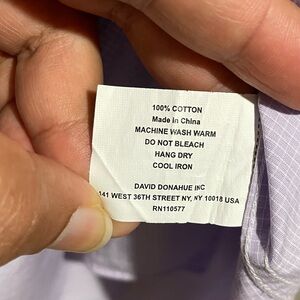 100% COTTON
Made in China
MACHINE WASH WARM
DO NOT BLEACH
HANG DRY
COOL IRON
DAVID DONAHUE INC
141 WEST 36TH STREET NY, NY 10018 USA
RN110577